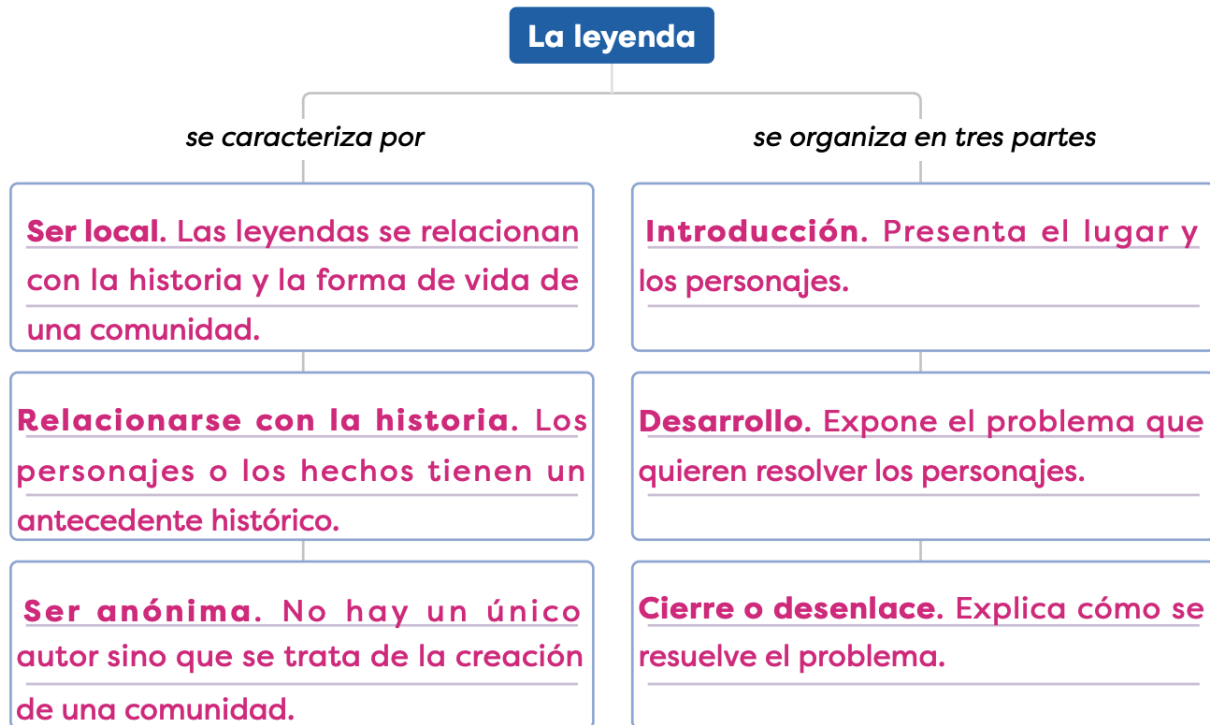 La leyenda
se caracteriza por
Ser local. Las leyendas se relacionan
con la historia y la forma de vida de
una comunidad.
Relacionarse con la historia. Los
personajes o los hechos tienen un
antecedente histórico.
Ser anónima. No hay un único
autor sino que se trata de la creación
de una comunidad.
se organiza en tres partes
Introducción. Presenta el lugar y
los personajes.
Desarrollo. Expone el problema que
quieren resolver los personajes.
Cierre o desenlace. Explica cómo se
resuelve el problema.